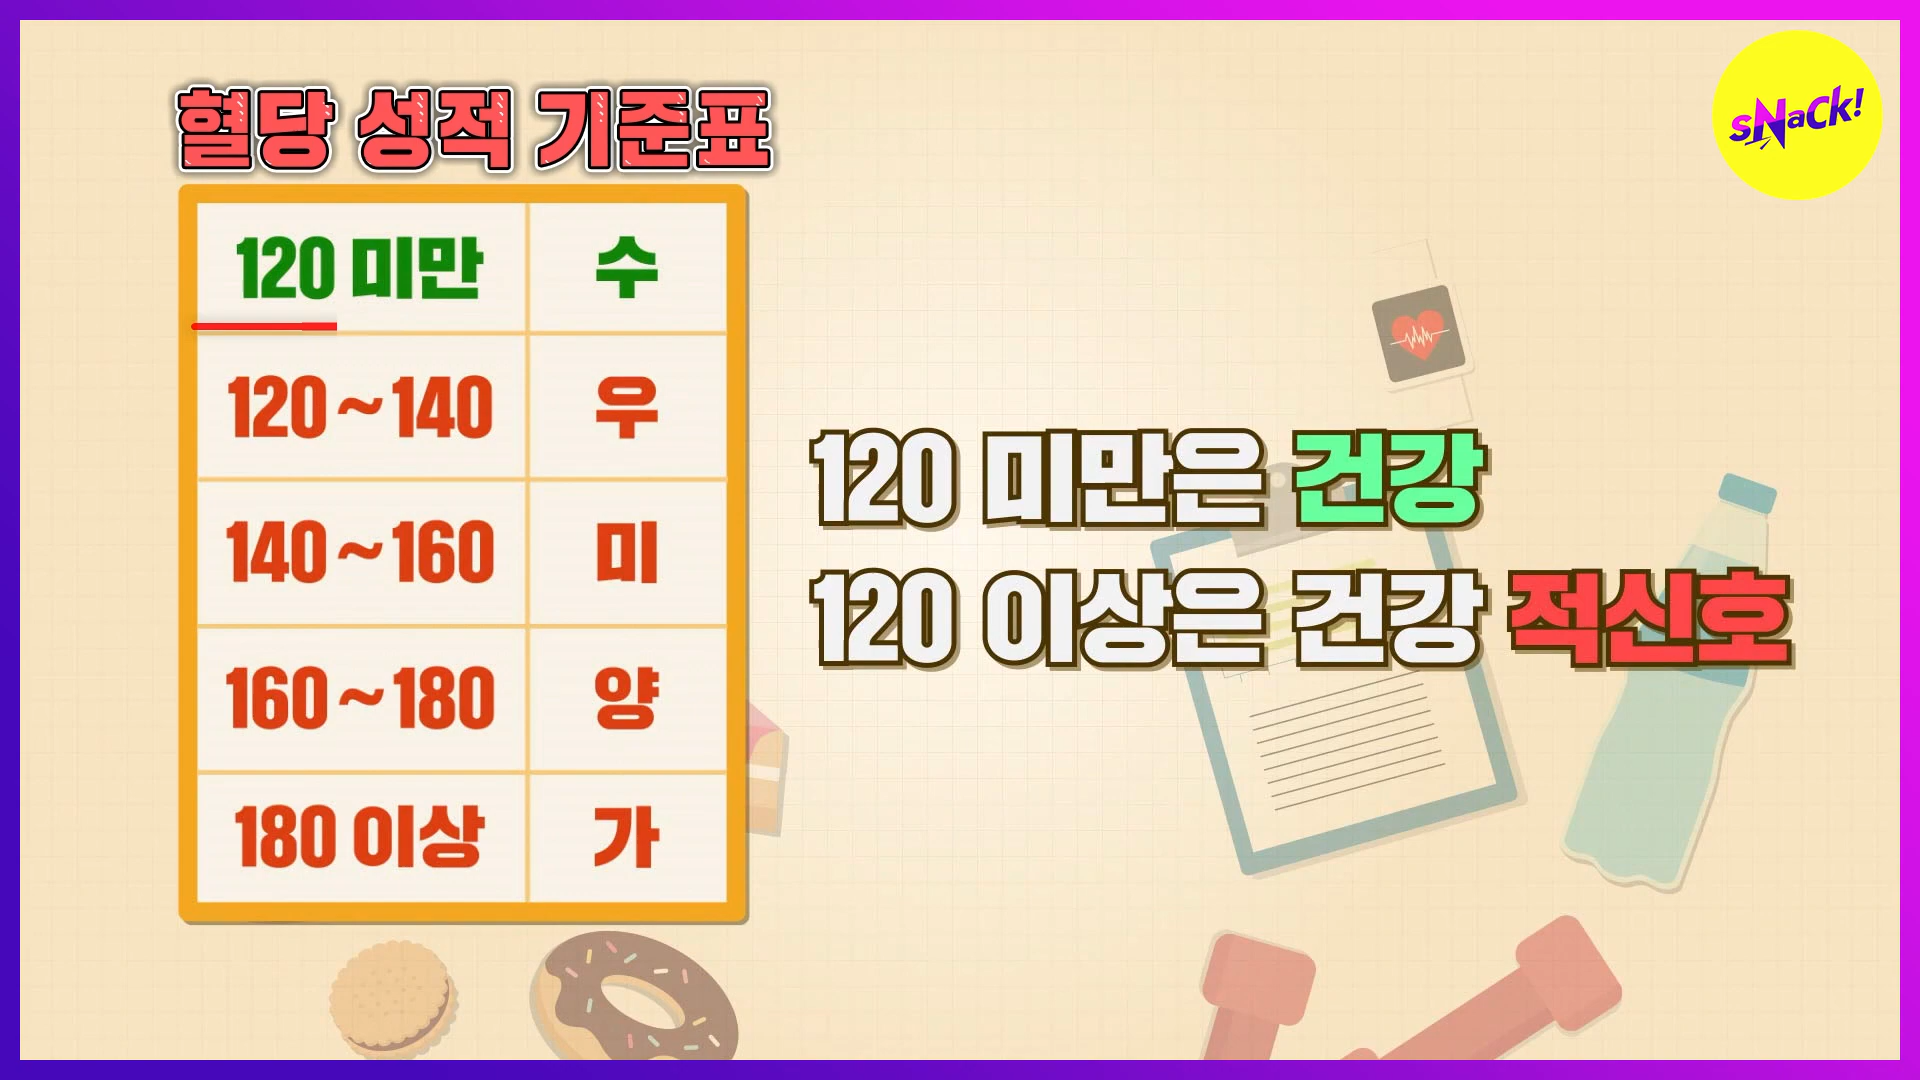 sNaCk!
혈당 성적 기준표
120 미만 수
120~140 우
140~160 미
160~180 양
180 이상 가
120 미만은 건강
120 이상은 건강 적신호